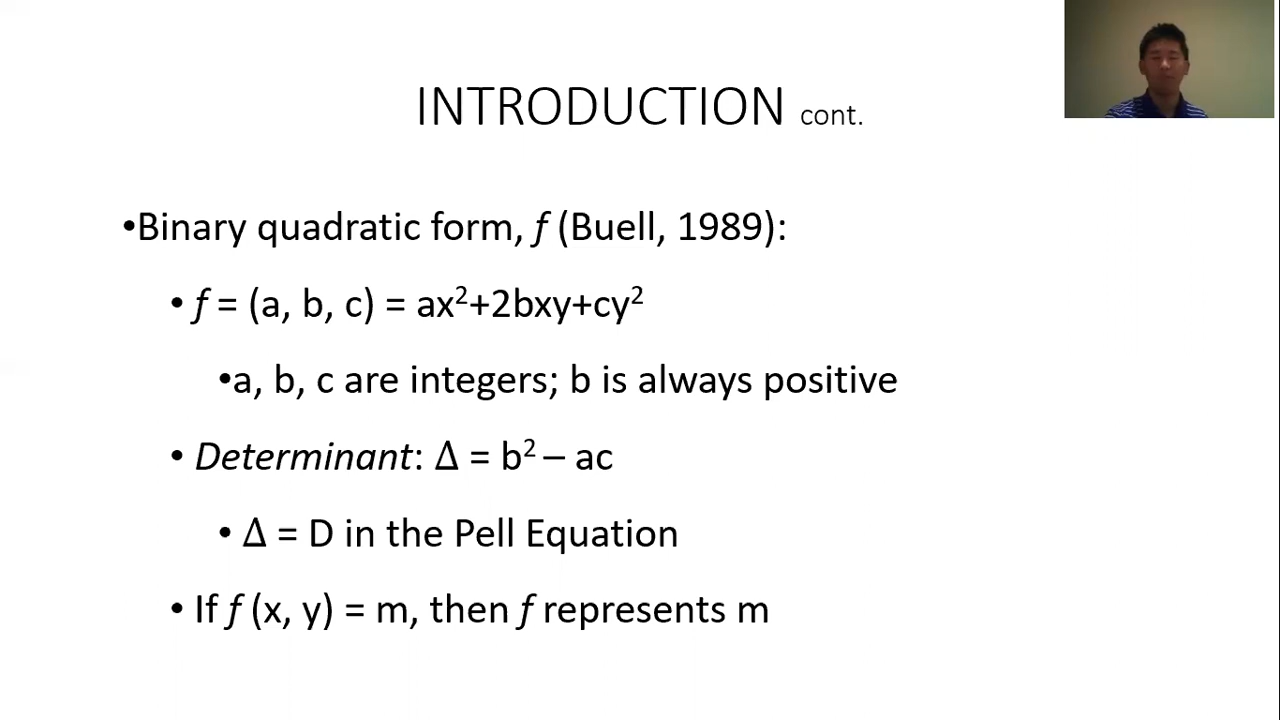 INTRODUCTION cont.
•Binary quadratic form, f (Buell, 1989):
• f = (a, b, c) = ax²+2bxy+cy²
•a, b, c are integers; b is always positive
• Determinant: Δ = b² – ac
• Δ = D in the Pell Equation
• If f (x, y) = m, then f represents m